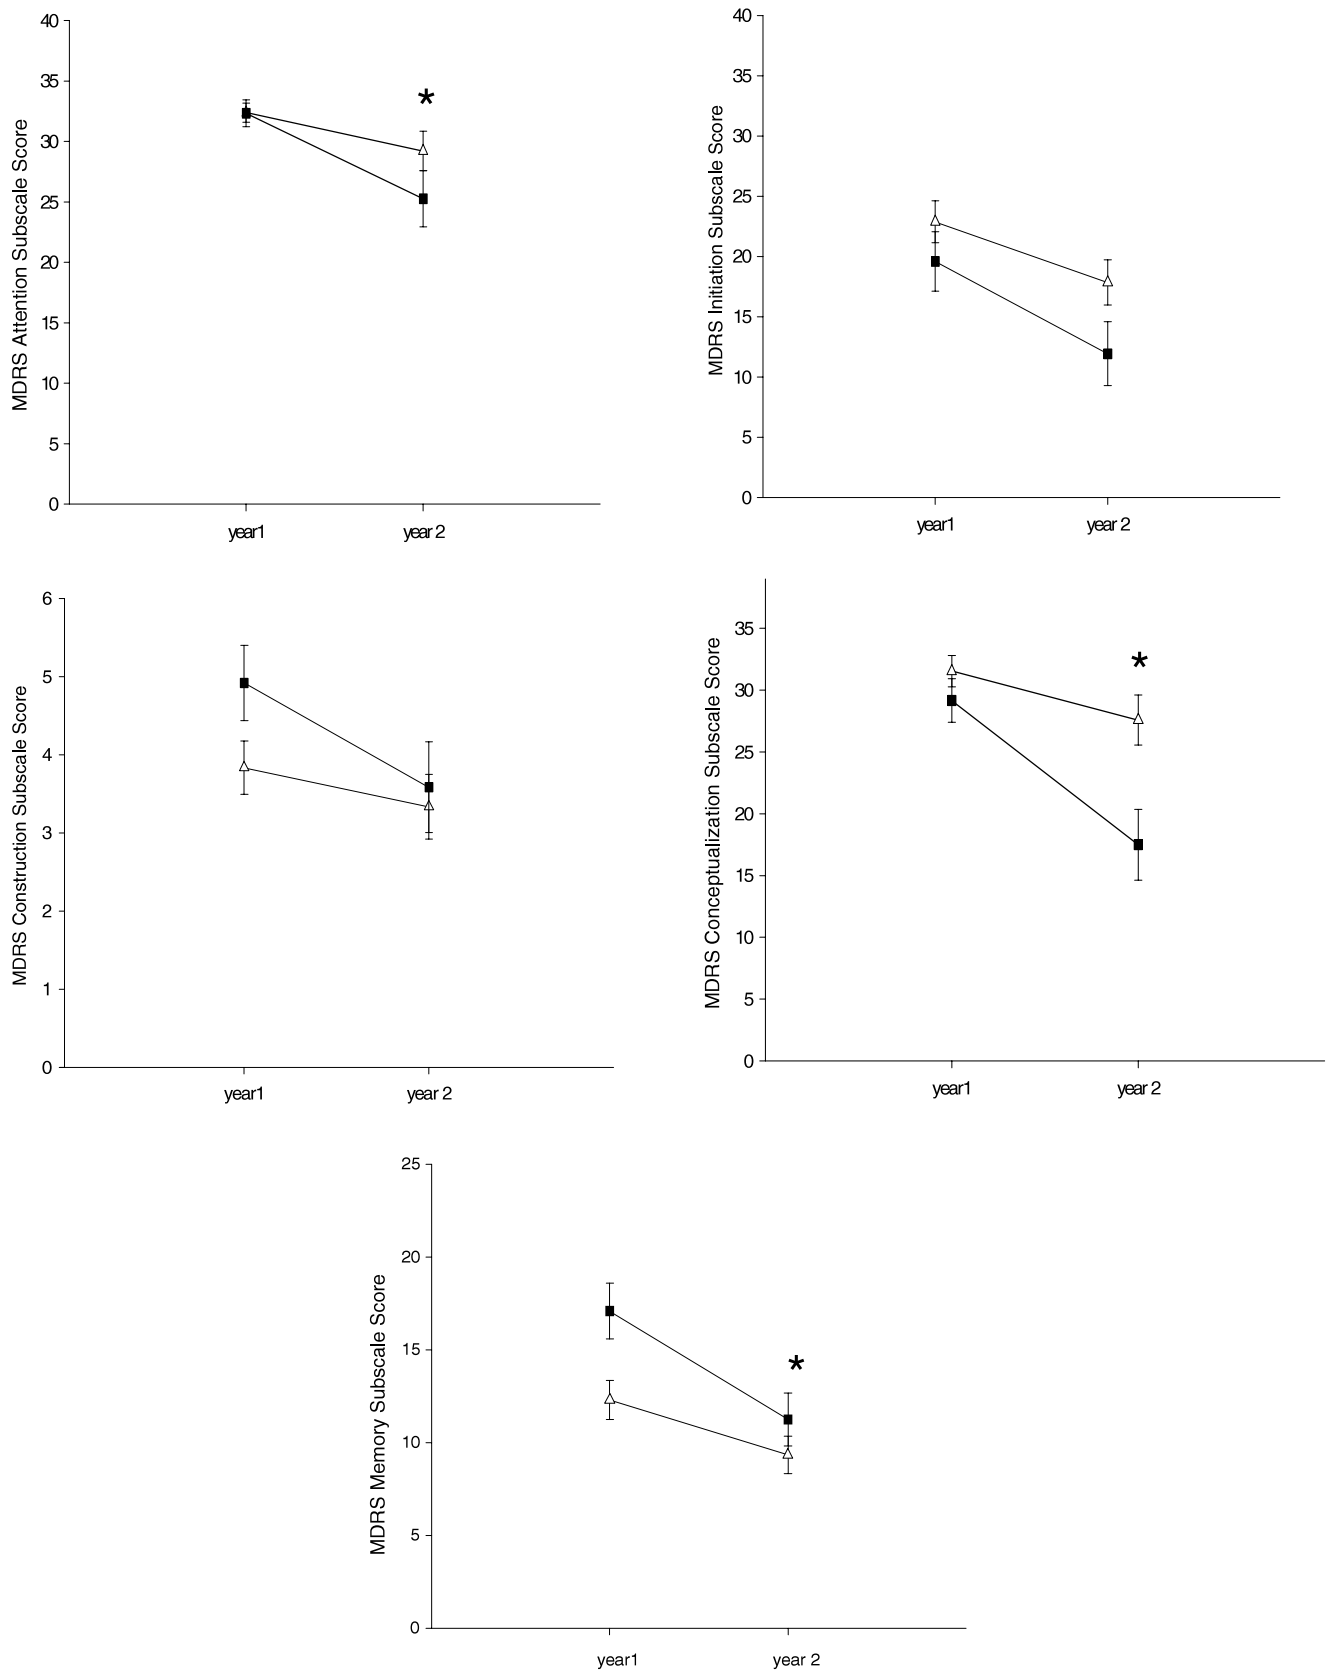 MDRS Attention Subscale Score
40
35
30
25
20
15
10
5
0
*
year1
year 2
MDRS Initiation Subscale Score
40
35
30
25
20
15
10
5
0
year1
year 2
MDRS Construction Subscale Score
6
5
4
3
2
1
0
year1
year 2
MDRS Conceptualization Subscale Score
35
30
25
20
15
10
5
0
*
year1
year 2
MDRS Memory Subscale Score
25
20
15
10
5
0
*
year1
year 2